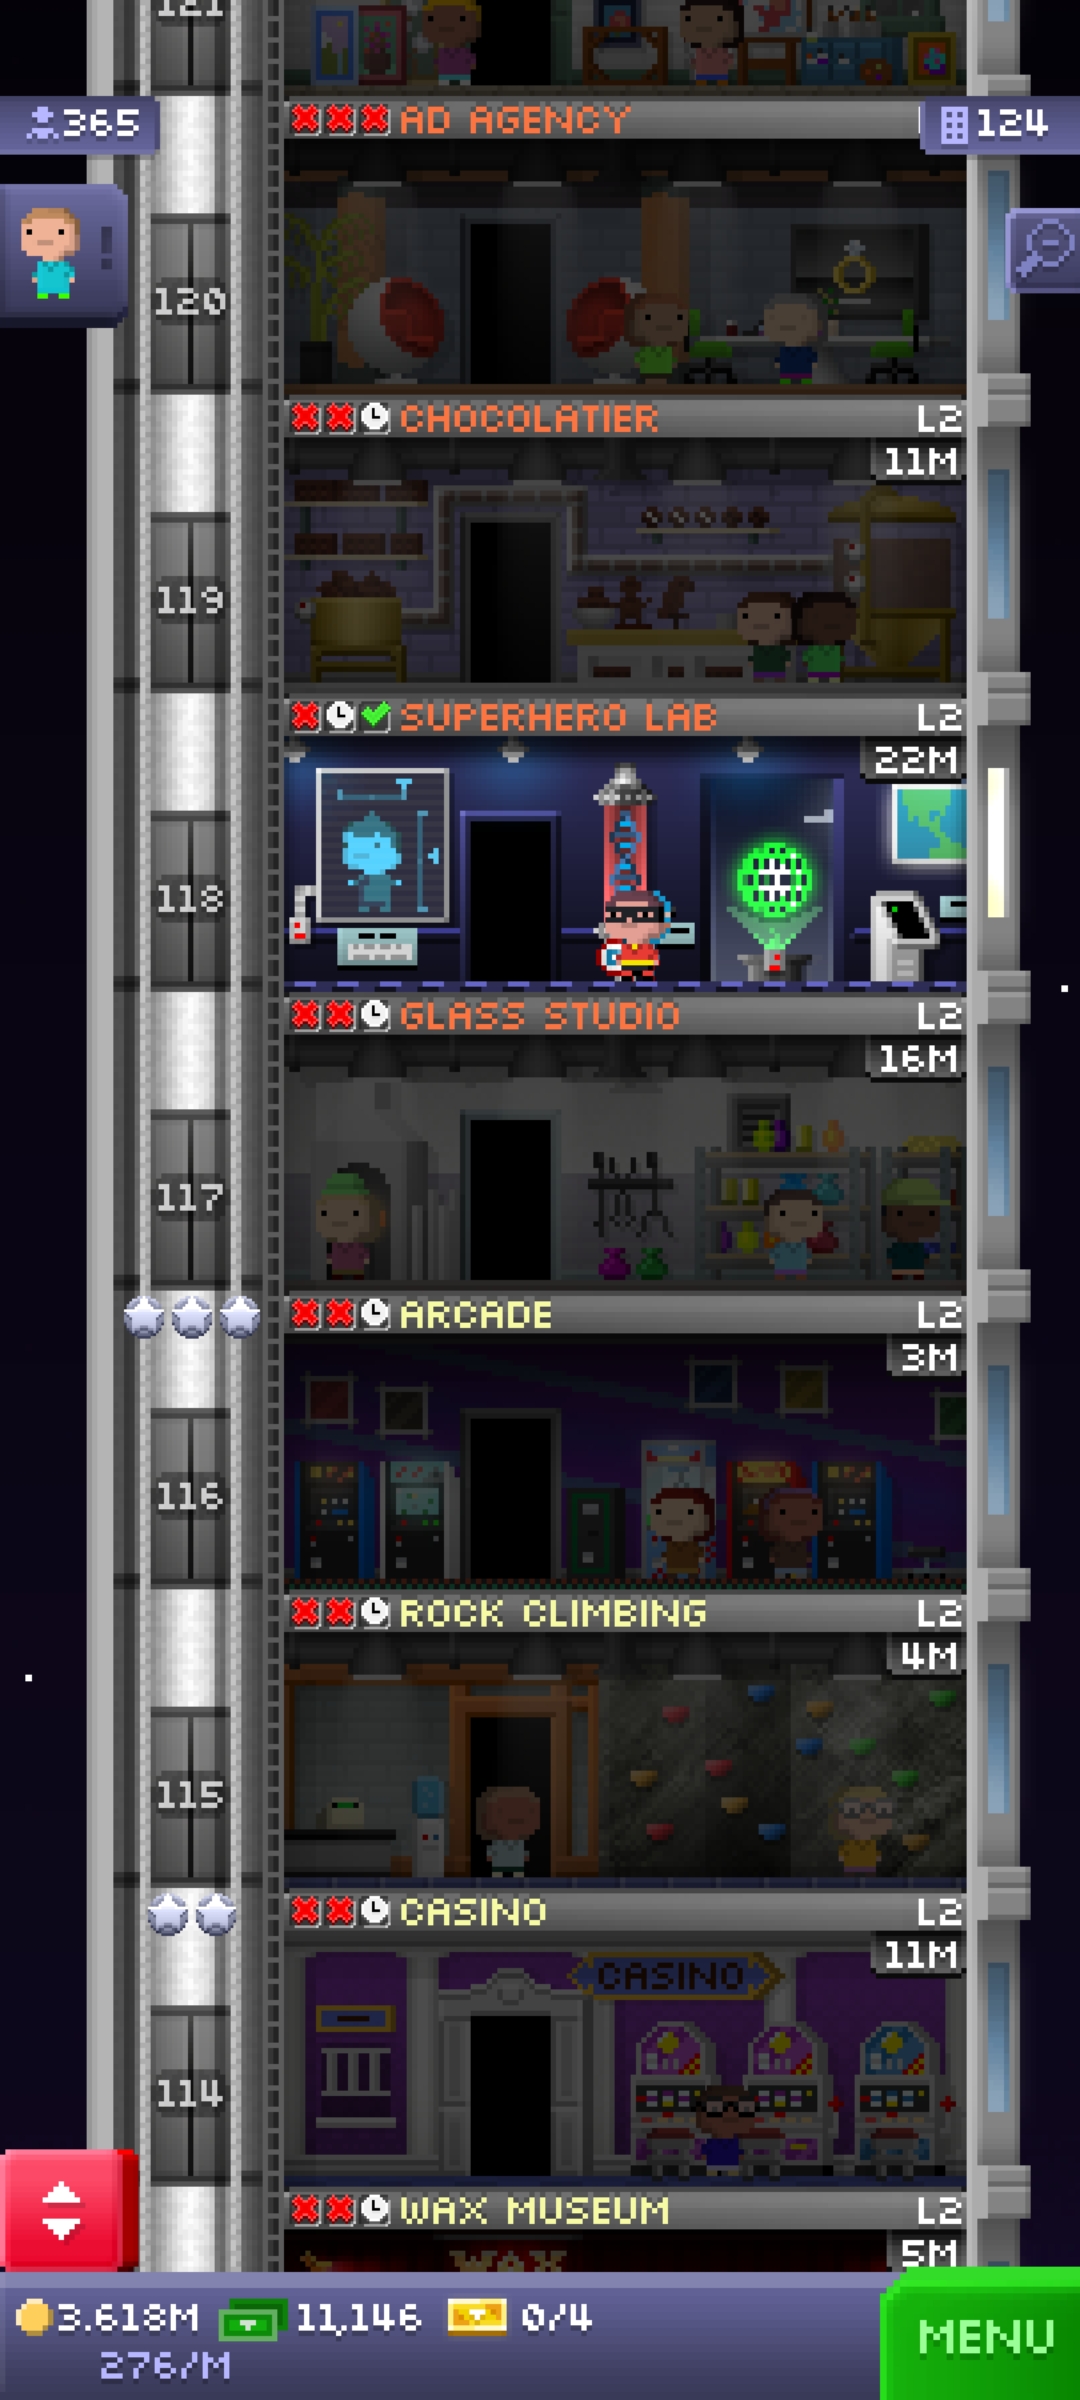 121
AD AGENCY
365
124
!
120
CHOCOLATIER L2
11M
119
SUPERHERO LAB L2
22M
118
GLASS STUDIO L2
16M
117
ARCADE L2
3M
116
ROCK CLIMBING L2
4M
115
CASINO L2
11M
CASINO
114
WAX MUSEUM L2
5M
WAX
3.618M 11,146 0/4
276/M
MENU